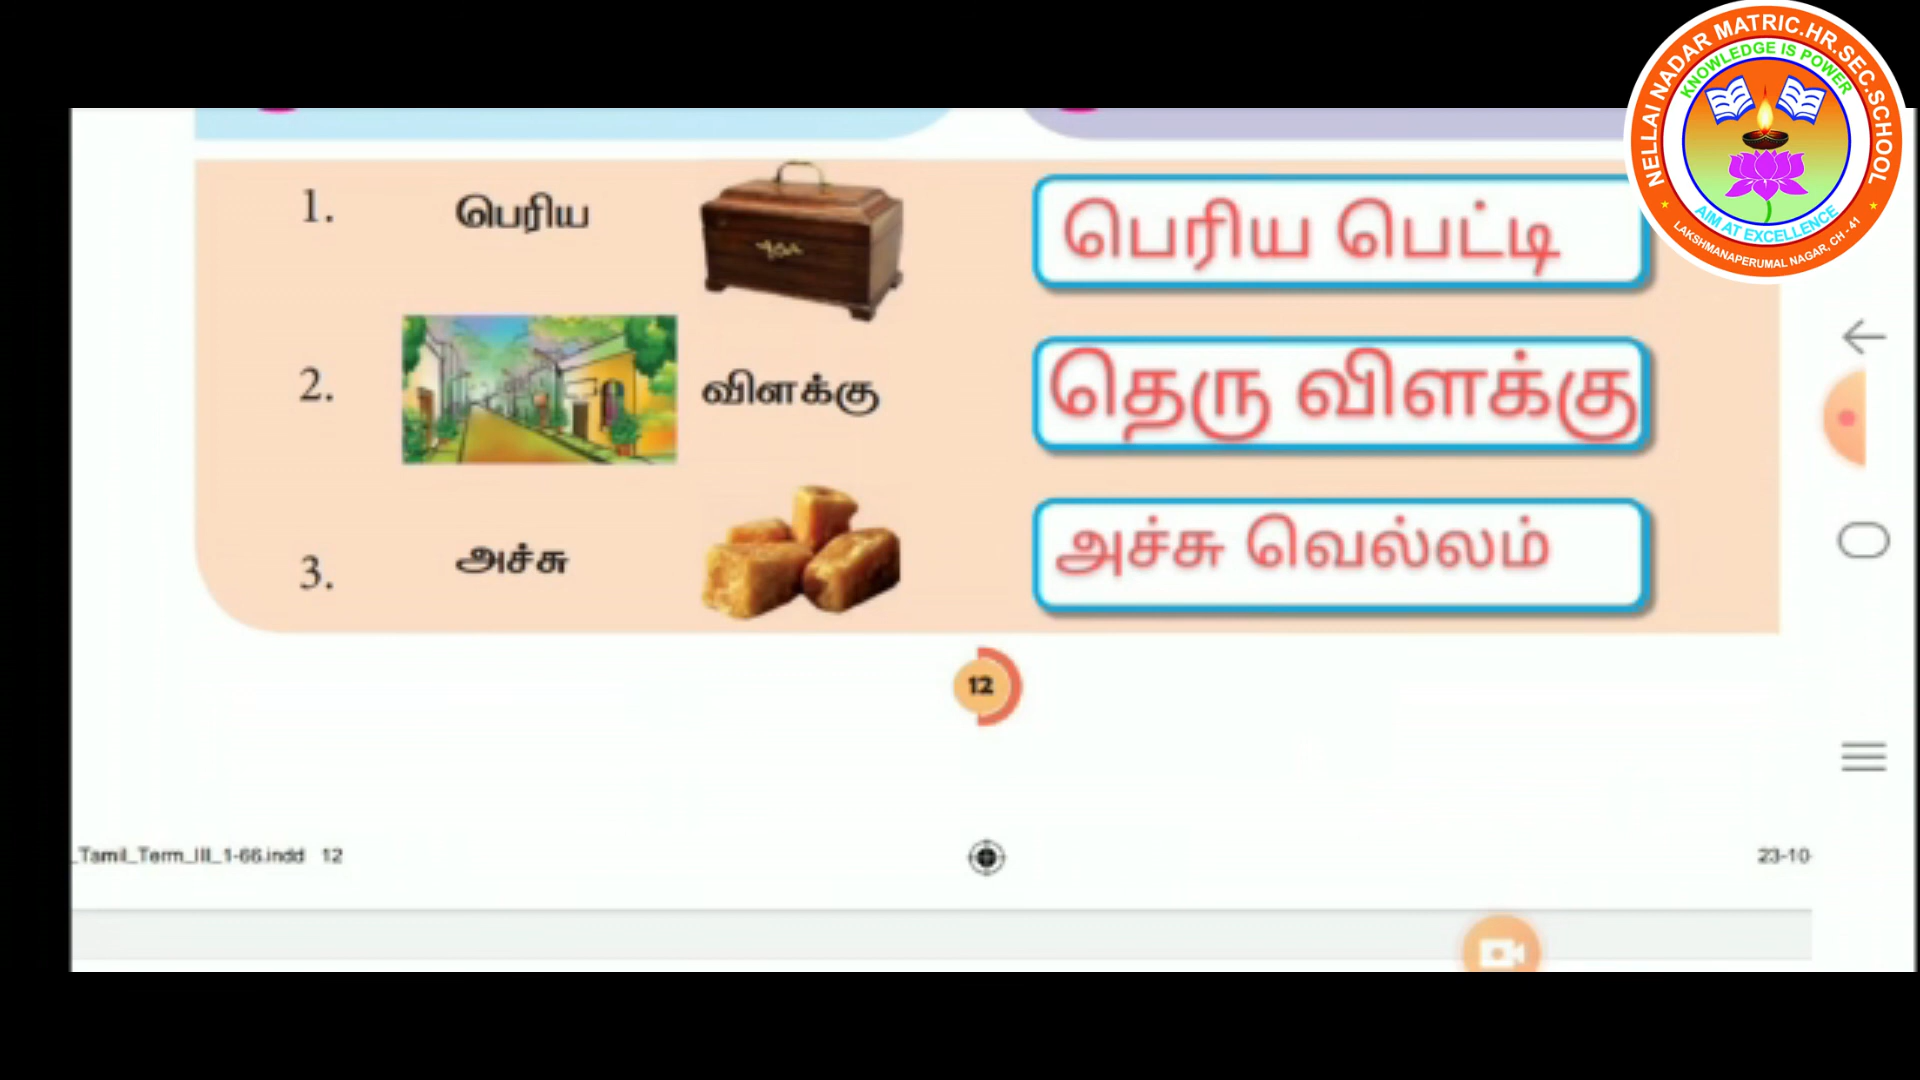 NELLAI NADAR MATRIC.HR.SEC.SCHOOL
KNOWLEDGE IS POWER
AIM AT EXCELLENCE
LAKSHMANAPERUMAL NAGAR, CH - 41
1. பெரிய பெரிய பெட்டி
2. விளக்கு தெரு விளக்கு
3. அச்சு அச்சு வெல்லம்
12
_Tamil_Term_III_1-66.indd 12 23-10